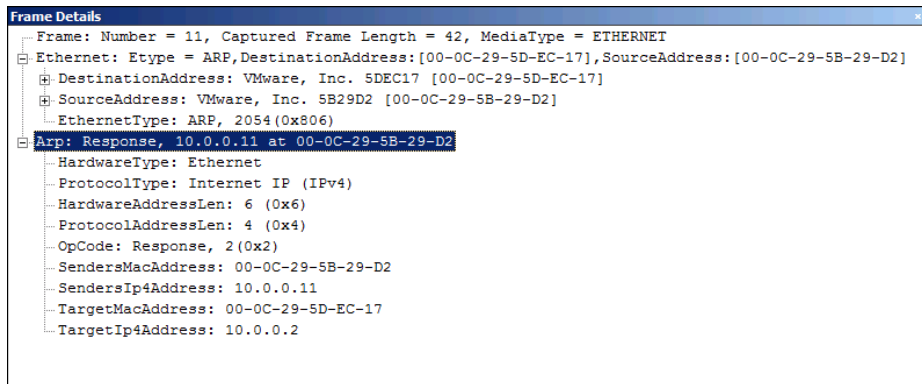 Frame Details
Frame: Number = 11, Captured Frame Length = 42, MediaType = ETHERNET
Ethernet: Etype = ARP,DestinationAddress:[00-0C-29-5D-EC-17],SourceAddress:[00-0C-29-5B-29-D2]
DestinationAddress: VMware, Inc. 5DEC17 [00-0C-29-5D-EC-17]
SourceAddress: VMware, Inc. 5B29D2 [00-0C-29-5B-29-D2]
EthernetType: ARP, 2054(0x806)
Arp: Response, 10.0.0.11 at 00-0C-29-5B-29-D2
HardwareType: Ethernet
ProtocolType: Internet IP (IPv4)
HardwareAddressLen: 6 (0x6)
ProtocolAddressLen: 4 (0x4)
OpCode: Response, 2(0x2)
SendersMacAddress: 00-0C-29-5B-29-D2
SendersIp4Address: 10.0.0.11
TargetMacAddress: 00-0C-29-5D-EC-17
TargetIp4Address: 10.0.0.2